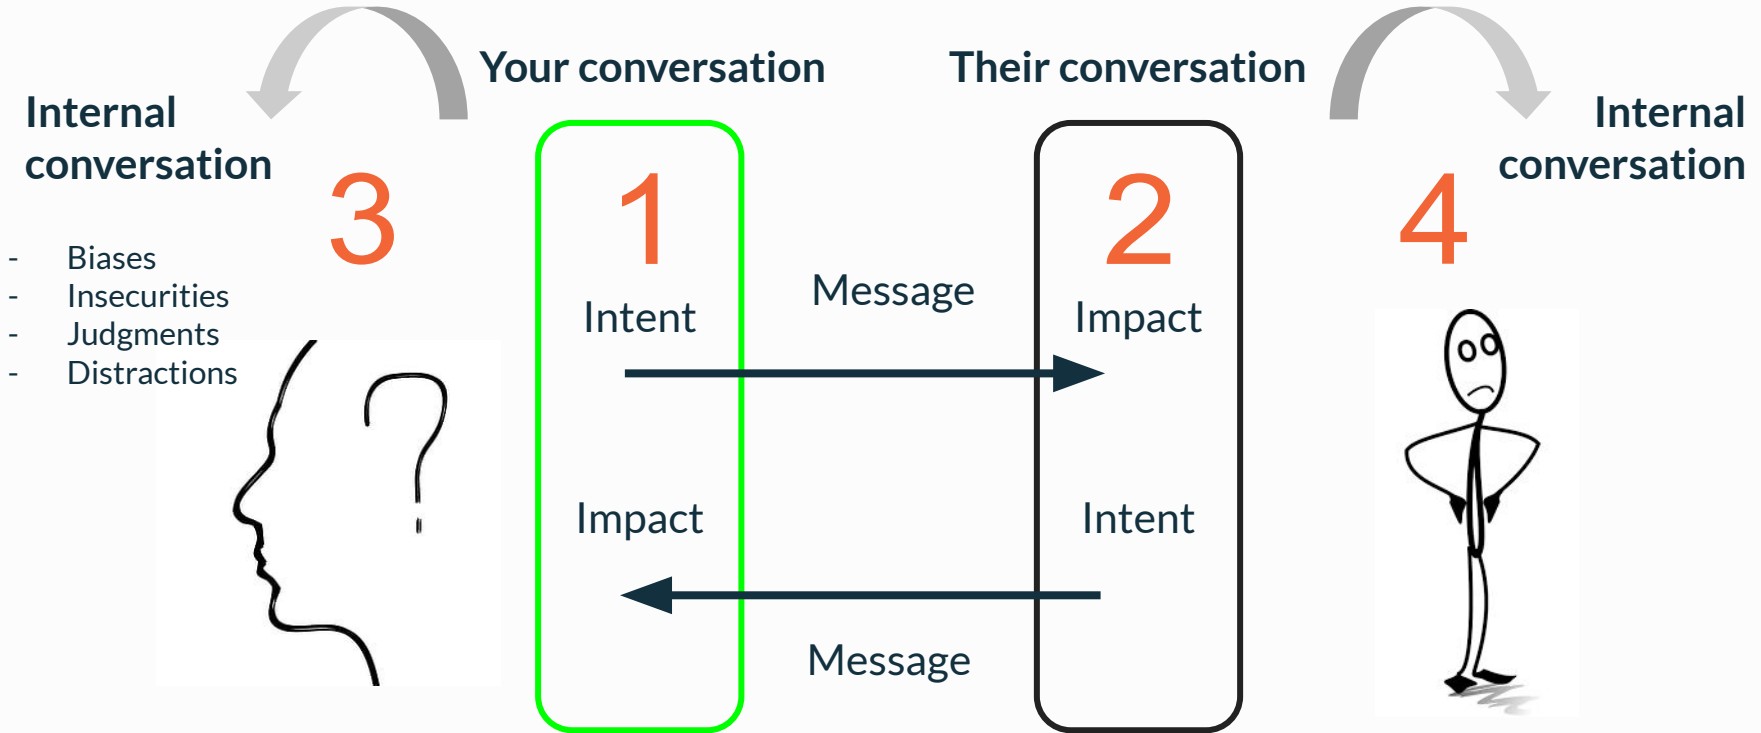 Your conversation
Their conversation
Internal
conversation
Internal
conversation
3
1
2
4
- Biases
- Insecurities
- Judgments
- Distractions
Message
Intent
Impact
Impact
Intent
Message